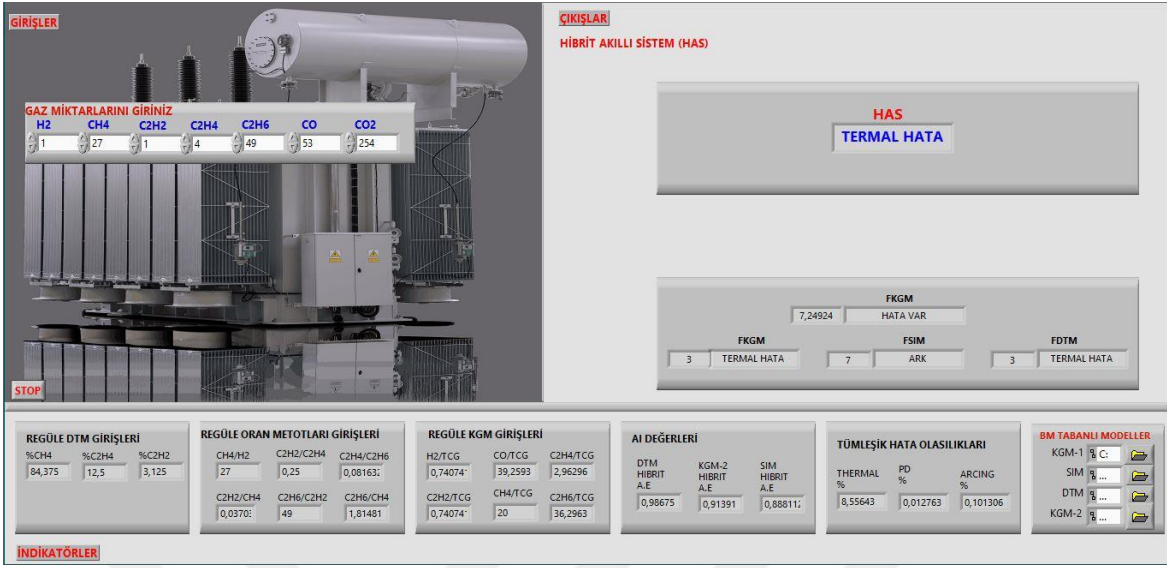 GİRİŞLER
GAZ MİKTARLARINI GİRİNİZ
H2 CH4 C2H2 C2H4 C2H6 CO CO2
1 27 1 4 49 53 254
STOP
ÇIKIŞLAR
HİBRİT AKILLI SİSTEM (HAS)
HAS
TERMAL HATA
FKGM
7,24924 HATA VAR
FKGM FSIM FDTM
3 TERMAL HATA 7 ARK 3 TERMAL HATA
REGÜLE DTM GİRİŞLERİ
%CH4 %C2H4 %C2H2
84,375 12,5 3,125
REGÜLE ORAN METOTLARI GİRİŞLERİ
CH4/H2 C2H2/C2H4 C2H4/C2H6
27 0,25 0,08163
C2H2/CH4 C2H6/C2H2 C2H6/CH4
0,0370 49 1,81481
REGÜLE KGM GİRİŞLERİ
H2/TCG CO/TCG C2H4/TCG
0,74074 39,2593 2,96296
C2H2/TCG CH4/TCG C2H6/TCG
0,74074 20 36,2963
AI DEĞERLERİ
DTM HIBRIT A.E KGM-2 HIBRIT A.E SIM HIBRIT A.E
0,98675 0,91391 0,88811
TÜMLEŞİK HATA OLASILIKLARI
THERMAL % PD % ARCING %
8,55643 0,012763 0,101306
BM TABANLI MODELLER
KGM-1 C:
SIM ...
DTM ...
KGM-2 ...
İNDİKATÖRLER